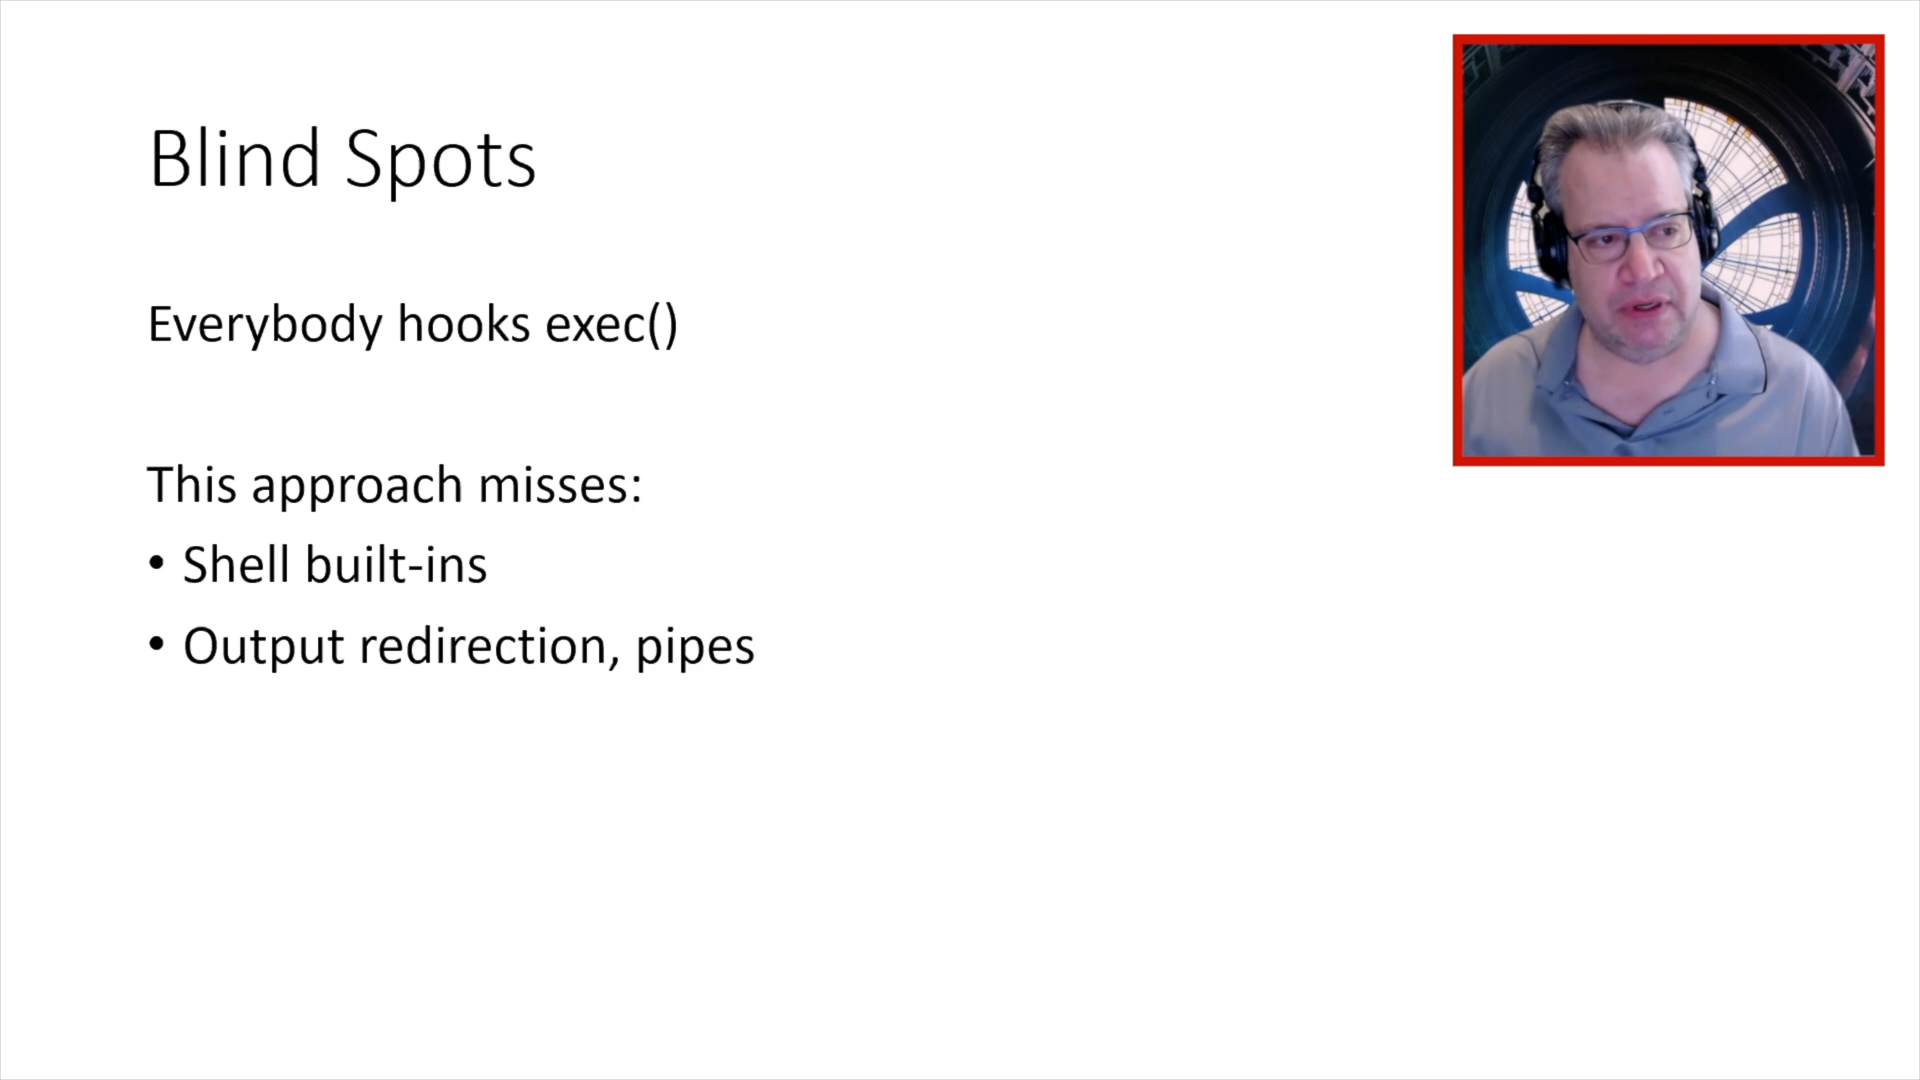 Blind Spots
Everybody hooks exec()
This approach misses:
• Shell built-ins
• Output redirection, pipes